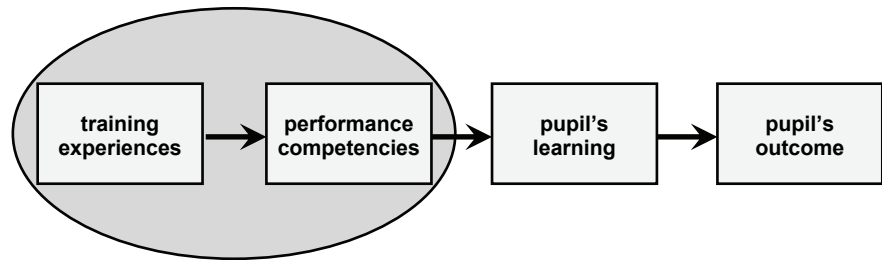 training
experiences
performance
competencies
pupil's
learning
pupil's
outcome